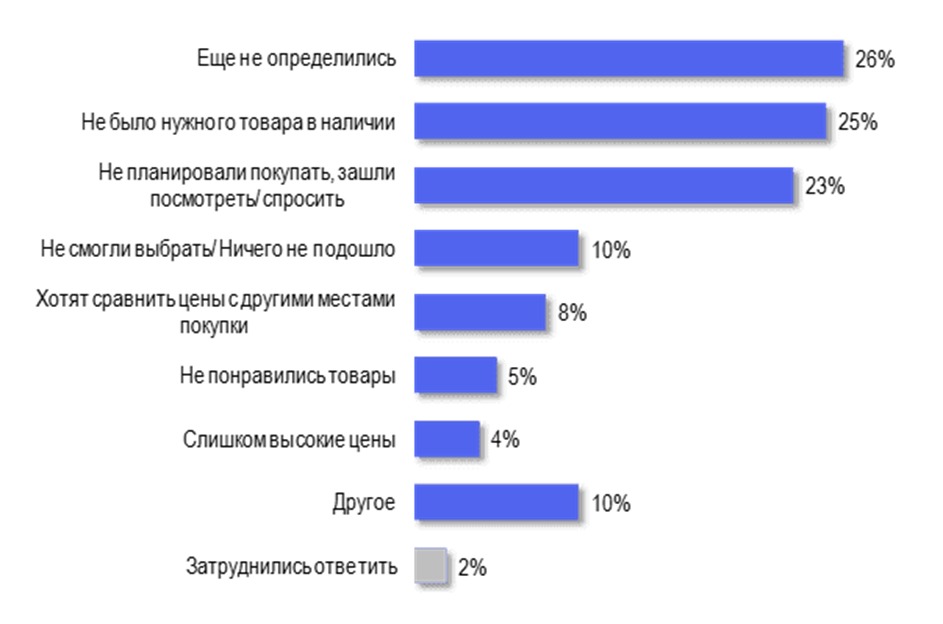 Еще не определились
26%
Не было нужного товара в наличии
25%
Не планировали покупать, зашли
посмотреть/ спросить
23%
Не смогли выбрать/ Ничего не подошло
10%
Хотят сравнить цены с другими местами
покупки
8%
Не понравились товары
5%
Слишком высокие цены
4%
Другое
10%
Затруднились ответить
2%